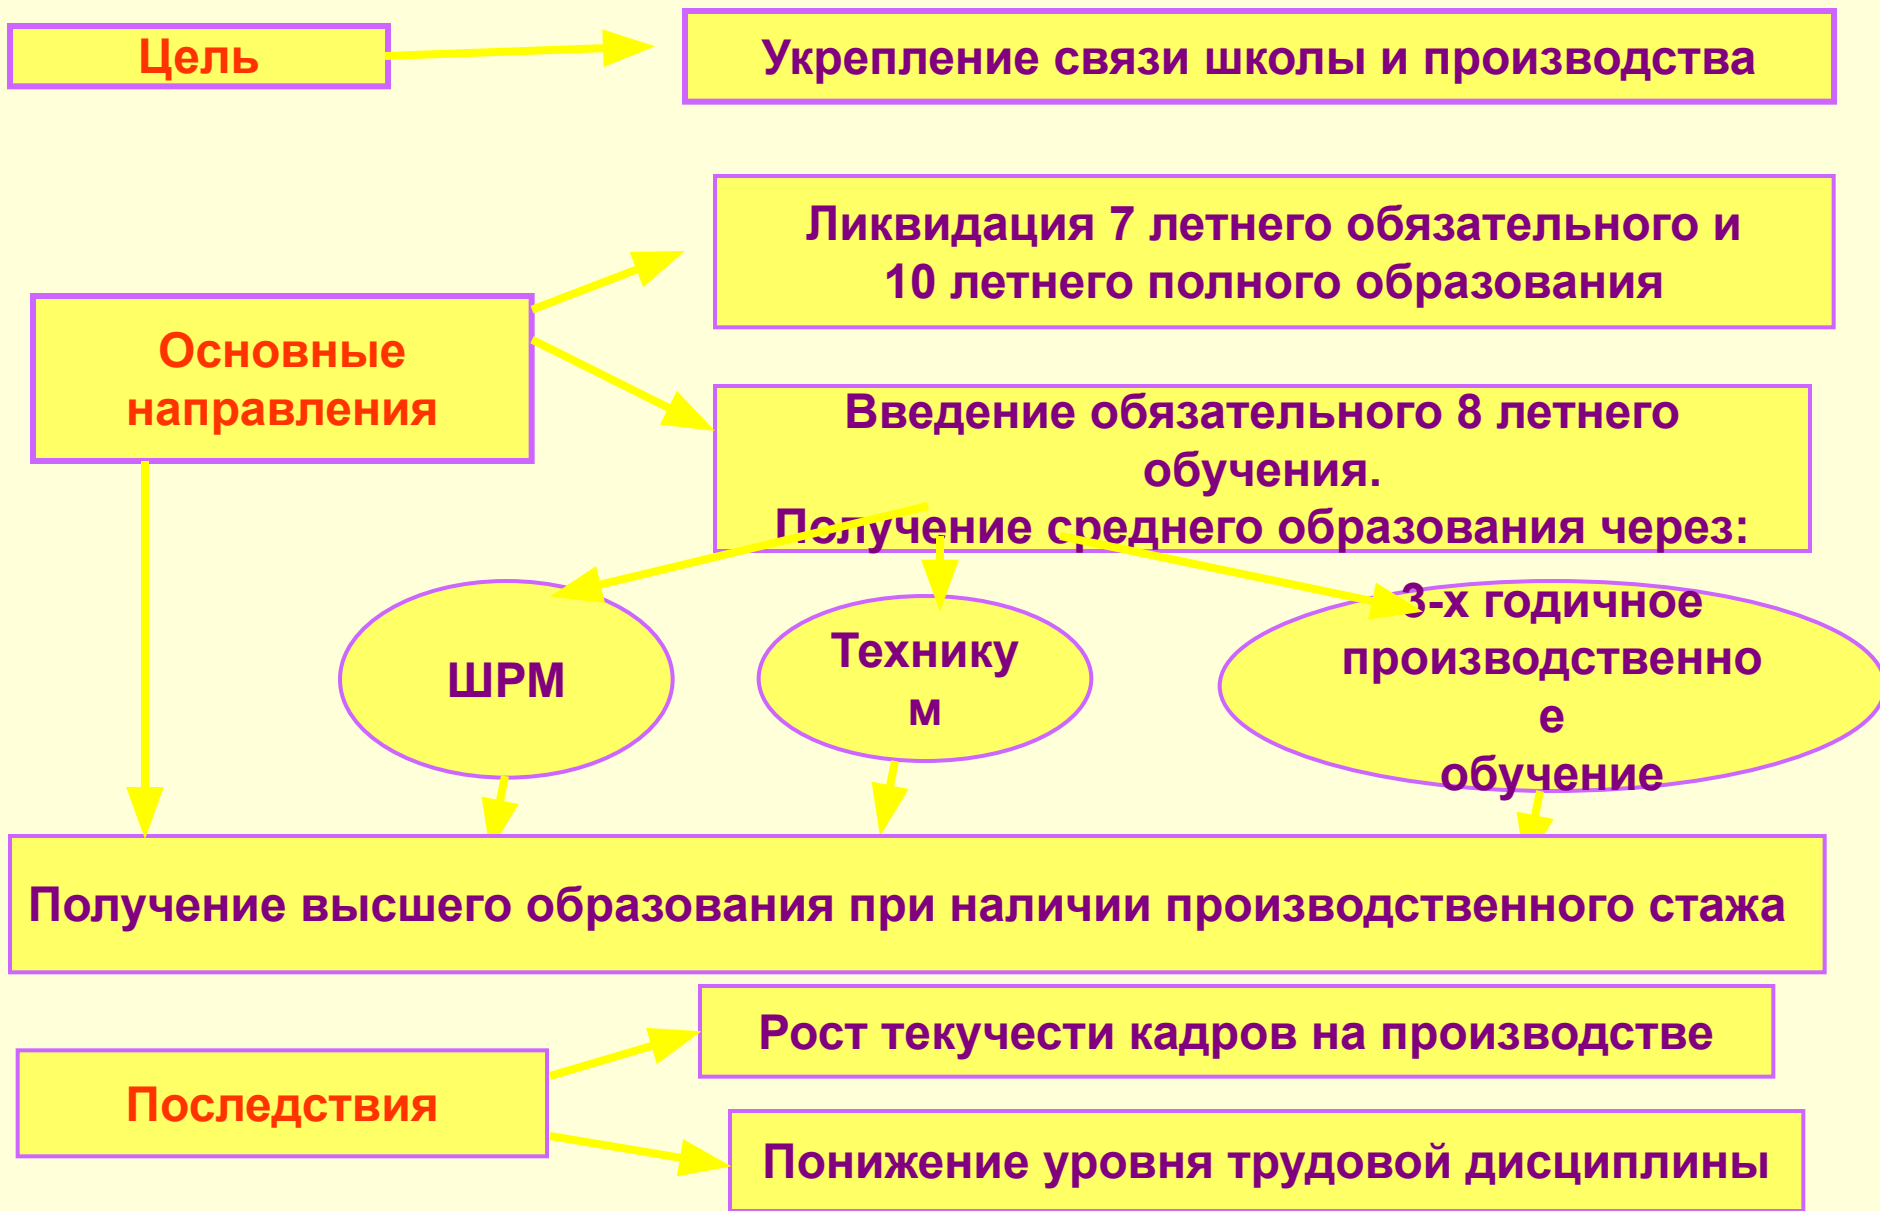 Цель
Укрепление связи школы и производства
Ликвидация 7 летнего обязательного и
10 летнего полного образования
Основные
направления
Введение обязательного 8 летнего
обучения.
Получение среднего образования через:
ШРМ
Технику
м
3-х годичное
производственно
е
обучение
Получение высшего образования при наличии производственного стажа
Рост текучести кадров на производстве
Последствия
Понижение уровня трудовой дисциплины